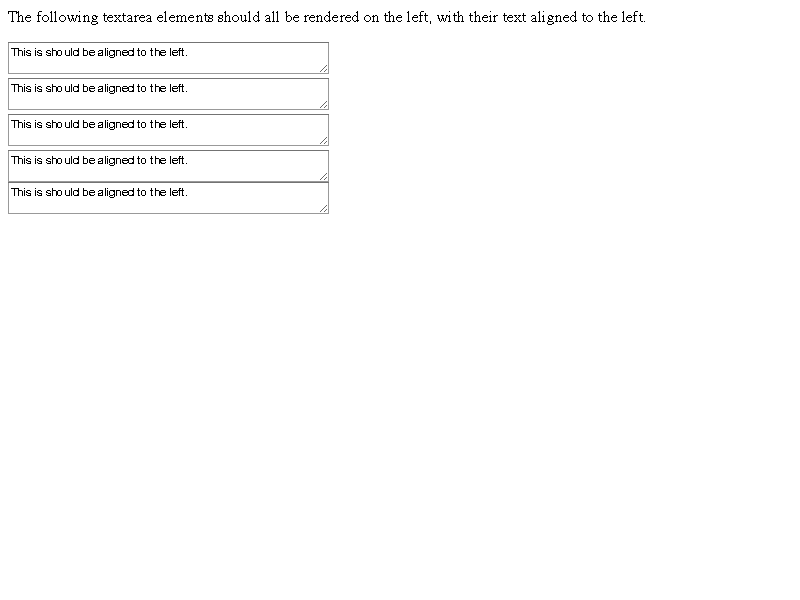 The following textarea elements should all be rendered on the left, with their text aligned to the left.
This is should be aligned to the left.
This is should be aligned to the left.
This is should be aligned to the left.
This is should be aligned to the left.
This is should be aligned to the left.